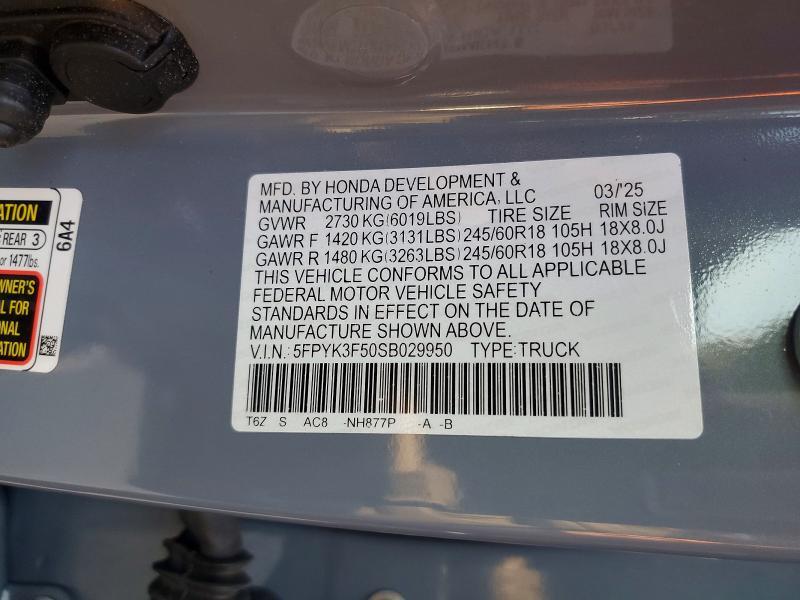 MFD. BY HONDA DEVELOPMENT &
MANUFACTURING OF AMERICA, LLC 03/'25
GVWR 2730 KG(6019LBS) TIRE SIZE RIM SIZE
GAWR F 1420 KG(3131LBS) 245/60R18 105H 18X8.0J
GAWR R 1480 KG(3263LBS) 245/60R18 105H 18X8.0J
THIS VEHICLE CONFORMS TO ALL APPLICABLE
FEDERAL MOTOR VEHICLE SAFETY
STANDARDS IN EFFECT ON THE DATE OF
MANUFACTURE SHOWN ABOVE.
V.I.N.: 5FPYK3F50SB029950 TYPE:TRUCK
T6Z S AC8 -NH877P -A -B
REAR 3
6A4
or 1477lbs.
FOR